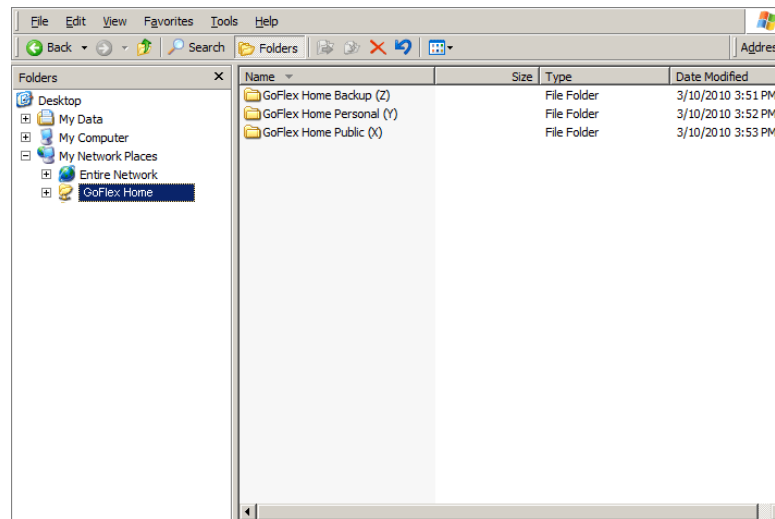 File Edit View Favorites Tools Help
Back Search Folders Addres
Folders X Name Size Type Date Modified
Desktop
My Data
My Computer
My Network Places
Entire Network
GoFlex Home
GoFlex Home Backup (Z) File Folder 3/10/2010 3:51 PM
GoFlex Home Personal (Y) File Folder 3/10/2010 3:52 PM
GoFlex Home Public (X) File Folder 3/10/2010 3:53 PM